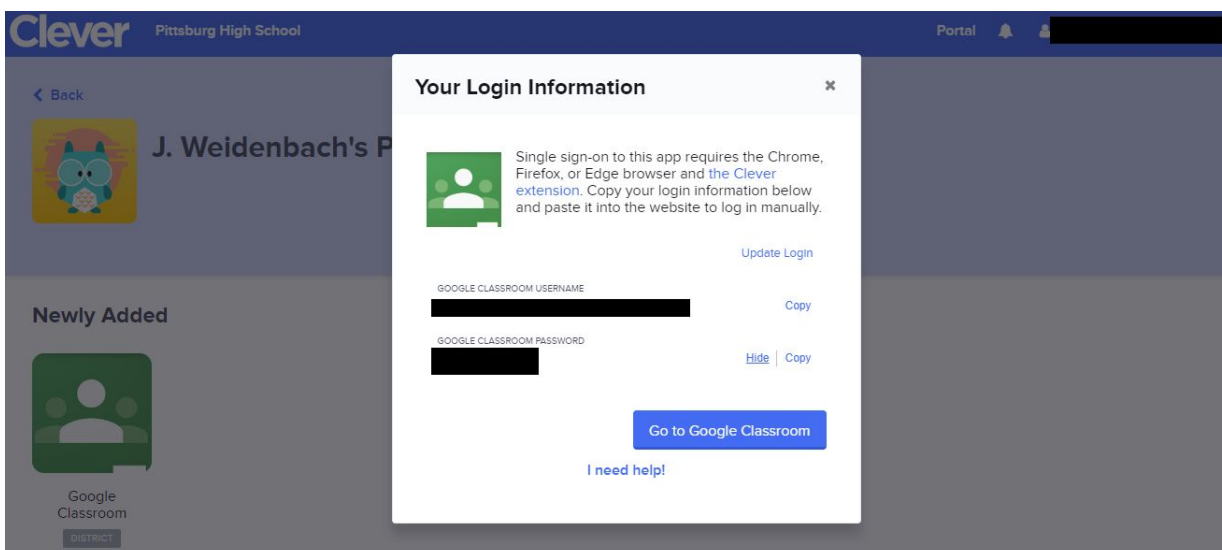 Clever Pittsburg High School Portal
Back
J. Weidenbach's P
Newly Added
Google
Classroom
DISTRICT
Your Login Information
Single sign-on to this app requires the Chrome,
Firefox, or Edge browser and the Clever
extension. Copy your login information below
and paste it into the website to log in manually.
Update Login
GOOGLE CLASSROOM USERNAME
Copy
GOOGLE CLASSROOM PASSWORD
Hide Copy
Go to Google Classroom
I need help!